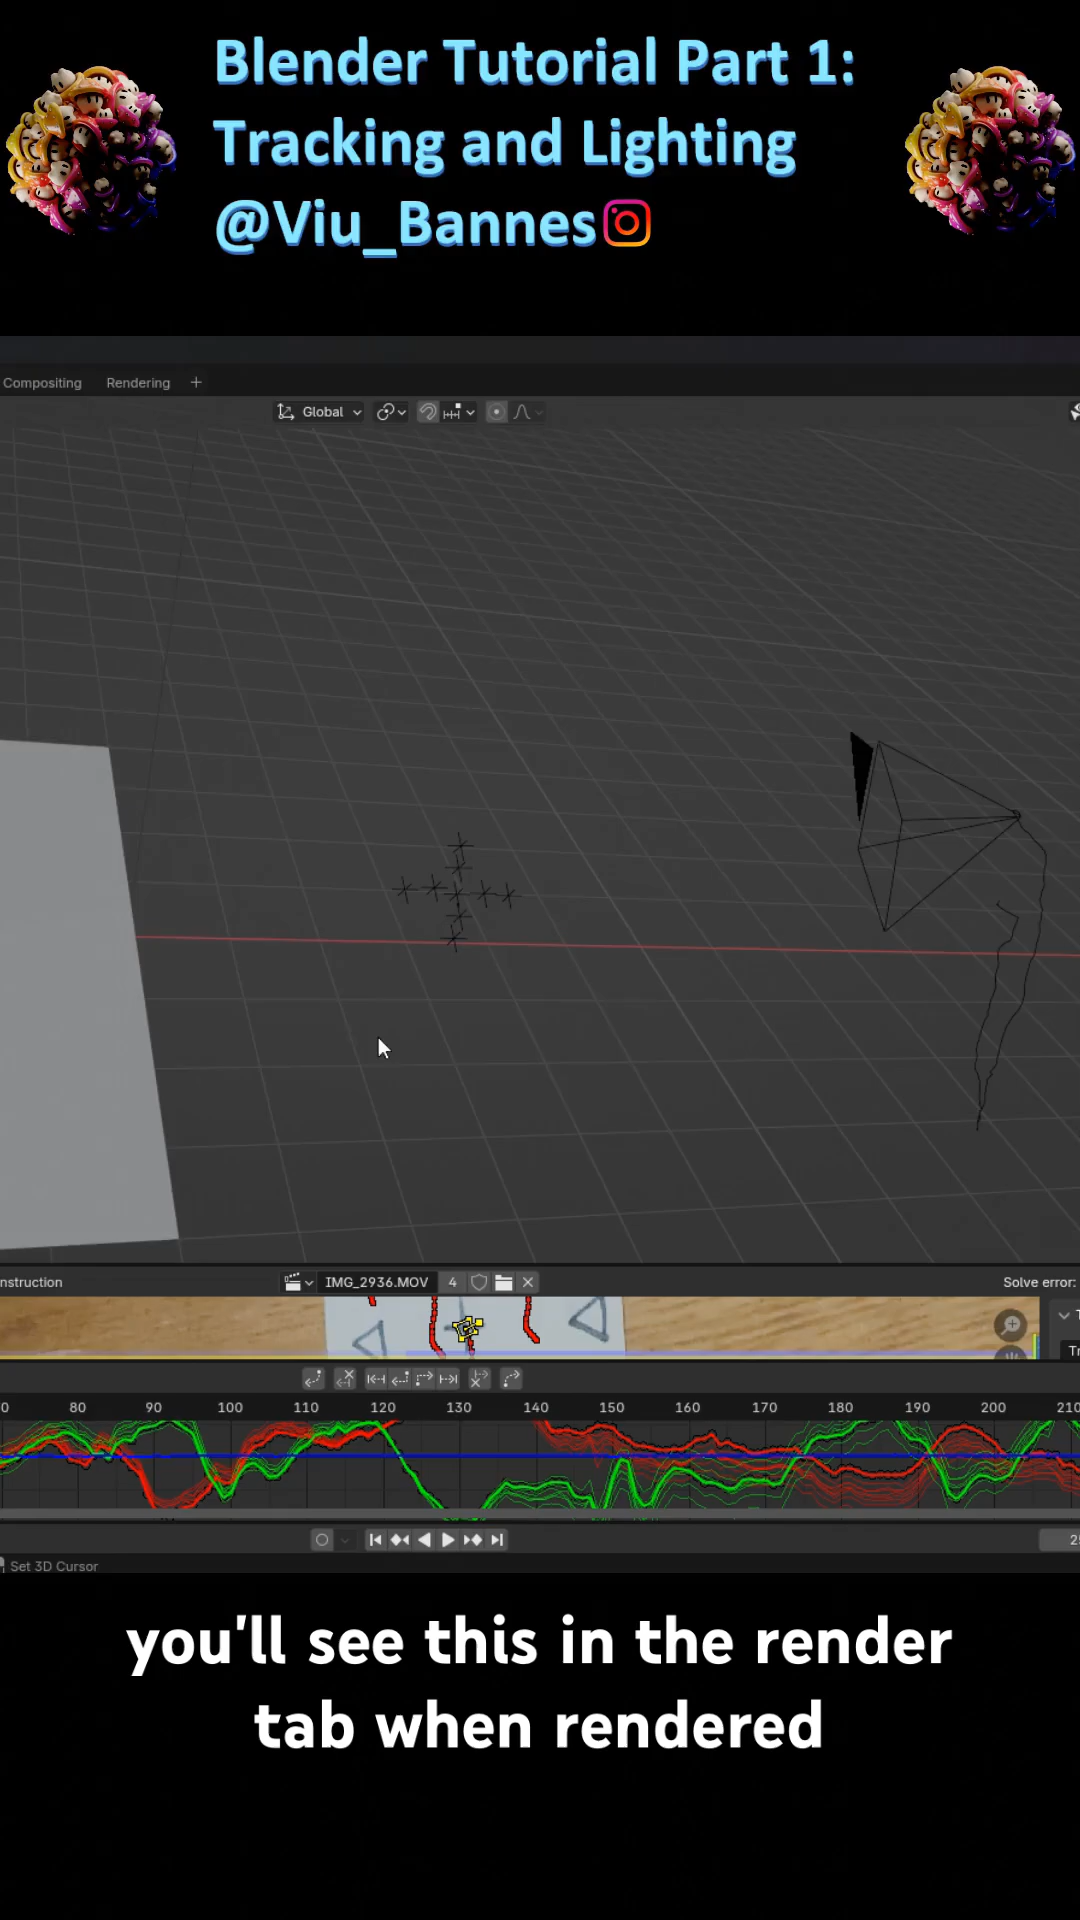 Blender Tutorial Part 1:
Tracking and Lighting
@Viu_Bannes
Compositing Rendering +
Global
nstruction IMG_2936.MOV 4 Solve error:
80 90 100 110 120 130 140 150 160 170 180 190 200 210
Set 3D Cursor
you'll see this in the render
tab when rendered